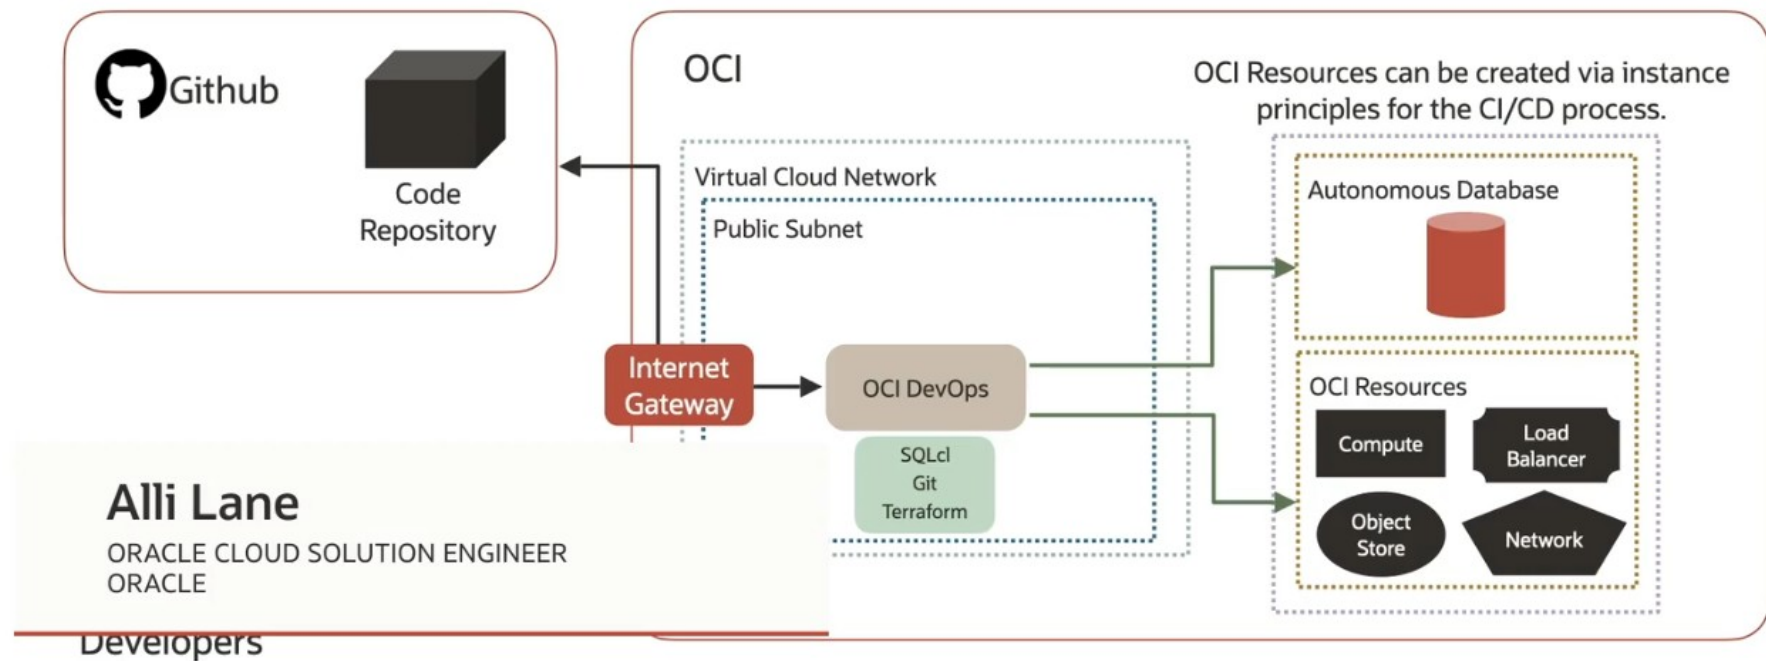 Github
Code
Repository
OCI
OCI Resources can be created via instance
principles for the CI/CD process.
Virtual Cloud Network
Public Subnet
Autonomous Database
Internet
Gateway
OCI DevOps
SQLcl
Git
Terraform
OCI Resources
Compute
Load
Balancer
Object
Store
Network
Alli Lane
ORACLE CLOUD SOLUTION ENGINEER
ORACLE
Developers